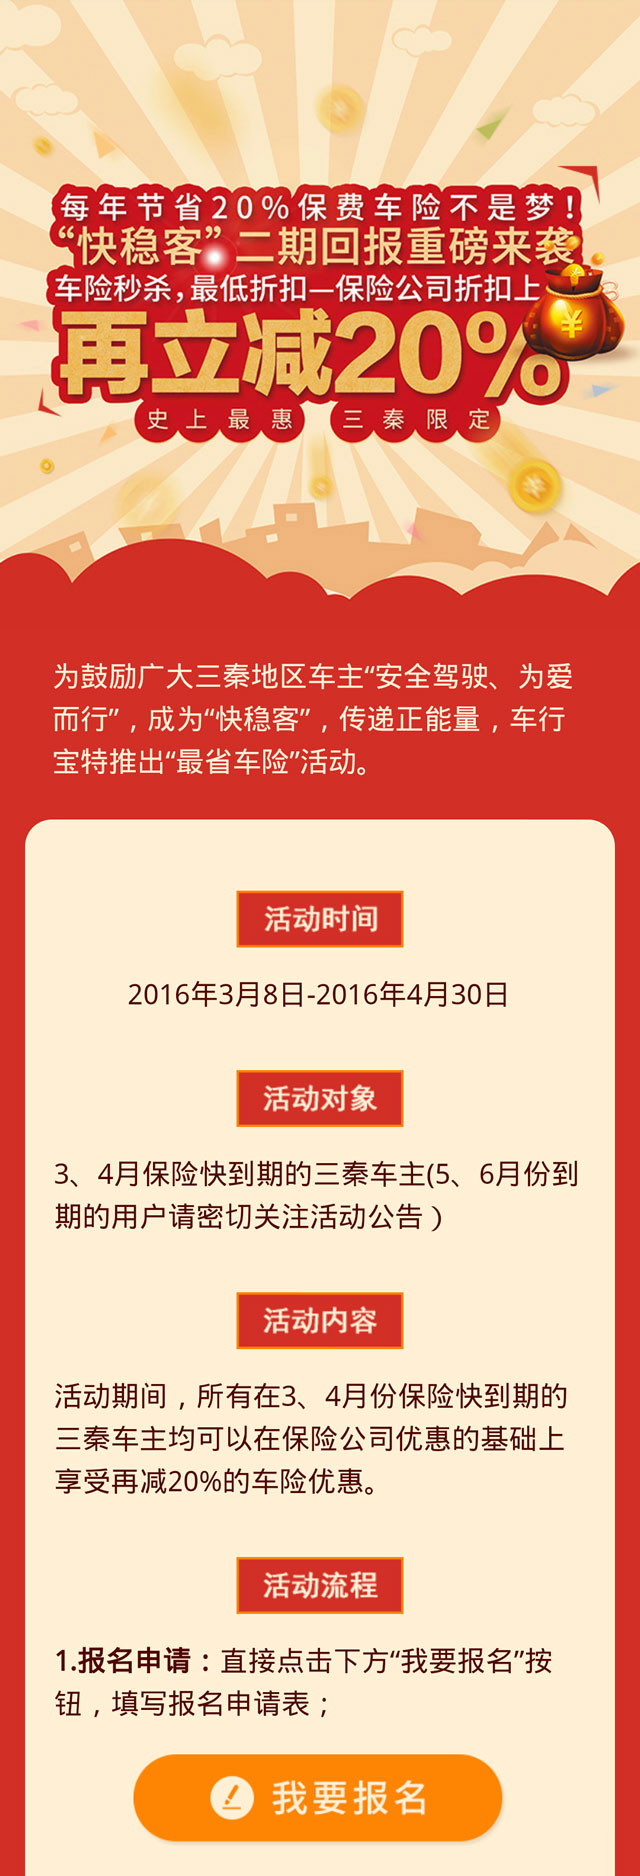 每年节省20%保费车险不是梦！
“快稳客”二期回报重磅来袭
车险秒杀，最低折扣—保险公司折扣上
再立减20%
¥
史上最惠 三秦限定
为鼓励广大三秦地区车主“安全驾驶、为爱
而行”，成为“快稳客”，传递正能量，车行
宝特推出“最省车险”活动。
活动时间
2016年3月8日-2016年4月30日
活动对象
3、4月保险快到期的三秦车主(5、6月份到
期的用户请密切关注活动公告）
活动内容
活动期间，所有在3、4月份保险快到期的
三秦车主均可以在保险公司优惠的基础上
享受再减20%的车险优惠。
活动流程
1.报名申请：直接点击下方“我要报名”按
钮，填写报名申请表；
我要报名